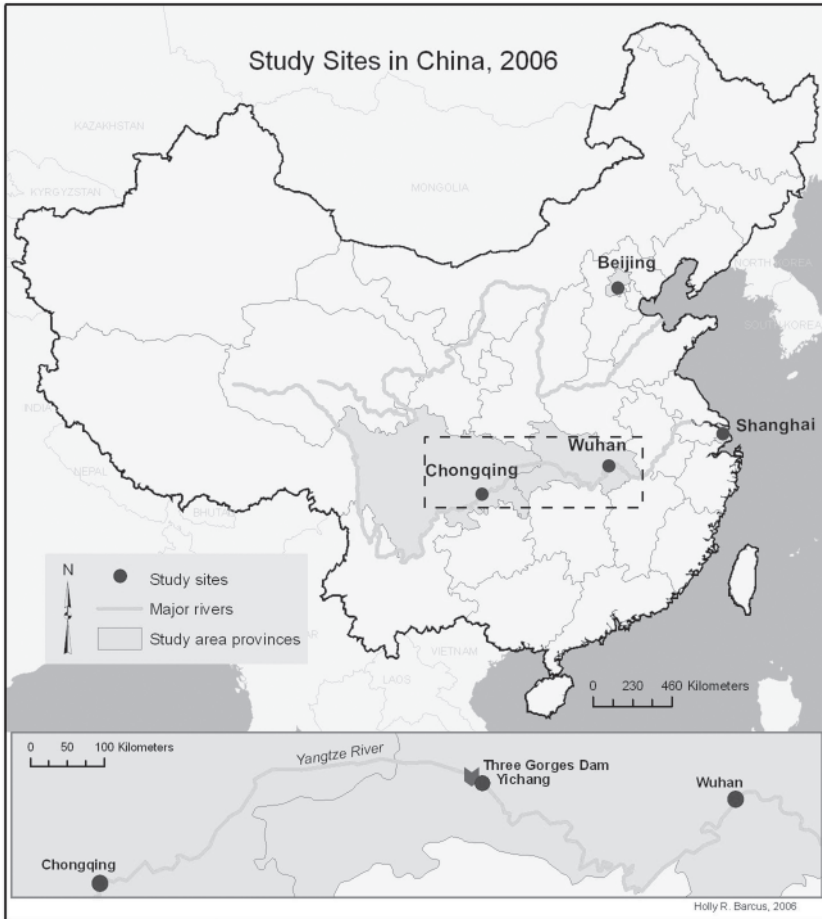 Study Sites in China, 2006
KAZAKHSTAN
KYRGYZSTAN
MONGOLIA
Beijing
NORTH KOREA
SOUTH KOREA
INDIA
Shanghai
Wuhan
Chongqing
NEPAL
BHUTAN
N
Study sites
Major rivers
Study area provinces
VIETNAM
LAOS
0 230 460 Kilometers
0 50 100 Kilometers
Yangtze River
Three Gorges Dam
Yichang
Wuhan
Chongqing
Holly R. Barcus, 2006